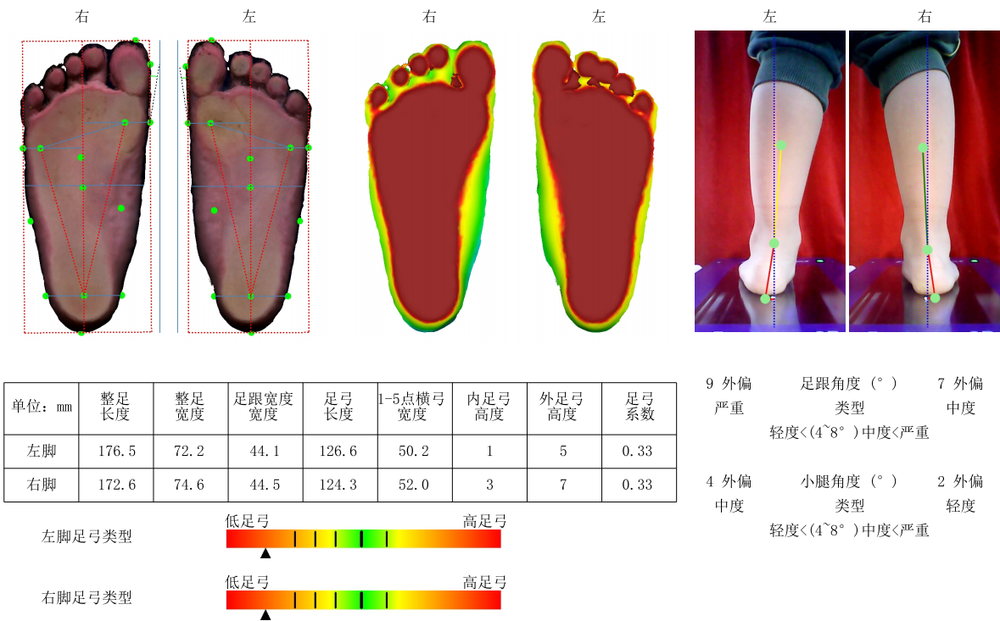 右 左 右 左 左 右
单位：mm 整足长度 整足宽度 足跟宽度宽度 足弓长度 1-5点横弓宽度 内足弓高度 外足弓高度 足弓系数
左脚 176.5 72.2 44.1 126.6 50.2 1 5 0.33
右脚 172.6 74.6 44.5 124.3 52.0 3 7 0.33
低足弓 高足弓
左脚足弓类型
低足弓 高足弓
右脚足弓类型
9 外偏 足跟角度（°） 7 外偏
严重 类型 中度
轻度<(4~8°)中度<严重
4 外偏 小腿角度（°） 2 外偏
中度 类型 轻度
轻度<(4~8°)中度<严重